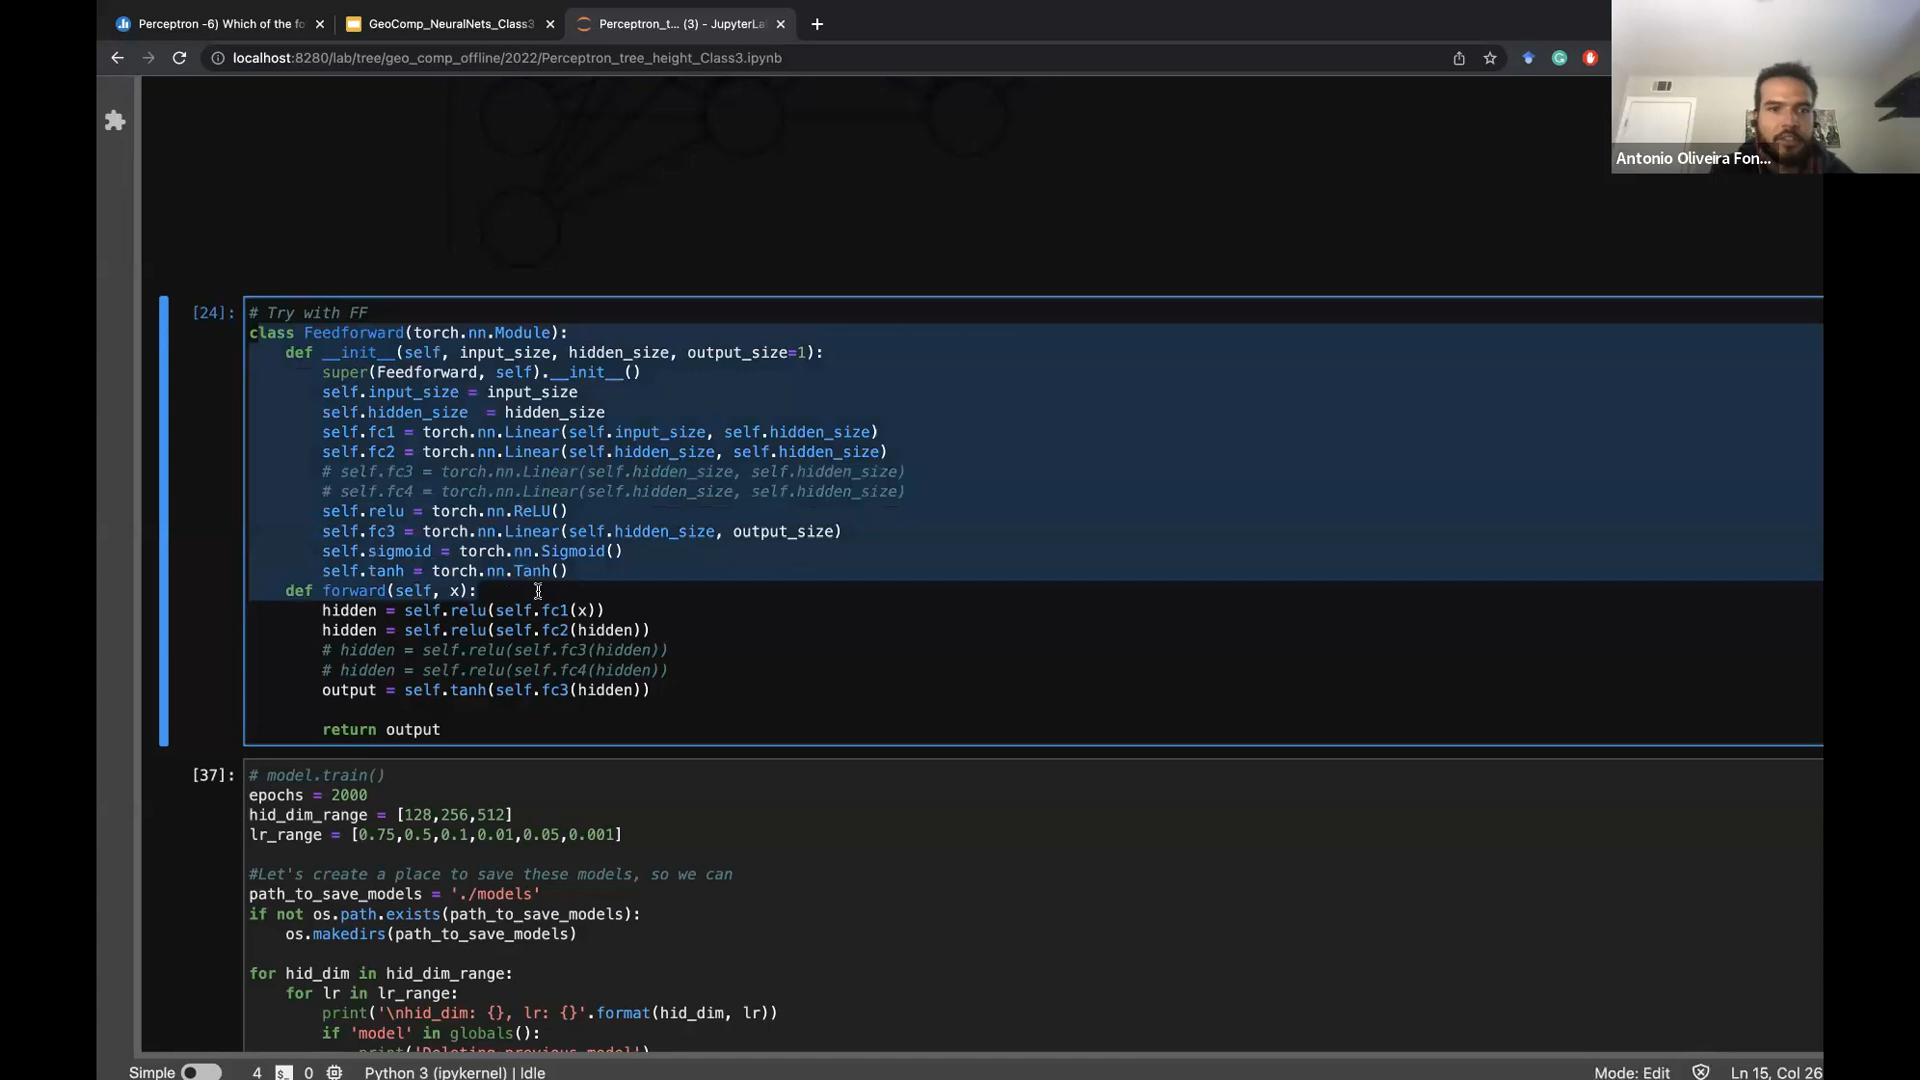 Perceptron -6) Which of the fo
GeoComp_NeuralNets_Class3
Perceptron_t... (3) - JupyterLa
localhost:8280/lab/tree/geo_comp_offline/2022/Perceptron_tree_height_Class3.ipynb
Antonio Oliveira Fon...
[24]:
# Try with FF
class Feedforward(torch.nn.Module):
    def __init__(self, input_size, hidden_size, output_size=1):
        super(Feedforward, self).__init__()
        self.input_size = input_size
        self.hidden_size  = hidden_size
        self.fc1 = torch.nn.Linear(self.input_size, self.hidden_size)
        self.fc2 = torch.nn.Linear(self.hidden_size, self.hidden_size)
        # self.fc3 = torch.nn.Linear(self.hidden_size, self.hidden_size)
        # self.fc4 = torch.nn.Linear(self.hidden_size, self.hidden_size)
        self.relu = torch.nn.ReLU()
        self.fc3 = torch.nn.Linear(self.hidden_size, output_size)
        self.sigmoid = torch.nn.Sigmoid()
        self.tanh = torch.nn.Tanh()
    def forward(self, x):
        hidden = self.relu(self.fc1(x))
        hidden = self.relu(self.fc2(hidden))
        # hidden = self.relu(self.fc3(hidden))
        # hidden = self.relu(self.fc4(hidden))
        output = self.tanh(self.fc3(hidden))
        return output
[37]:
# model.train()
epochs = 2000
hid_dim_range = [128,256,512]
lr_range = [0.75,0.5,0.1,0.01,0.05,0.001]
#Let's create a place to save these models, so we can
path_to_save_models = './models'
if not os.path.exists(path_to_save_models):
    os.makedirs(path_to_save_models)
for hid_dim in hid_dim_range:
    for lr in lr_range:
        print('\nhid_dim: {}, lr: {}'.format(hid_dim, lr))
        if 'model' in globals():
            print('Deleting previous model')
Simple 4 $_ 0 Python 3 (ipykernel) | Idle Mode: Edit Ln 15, Col 26